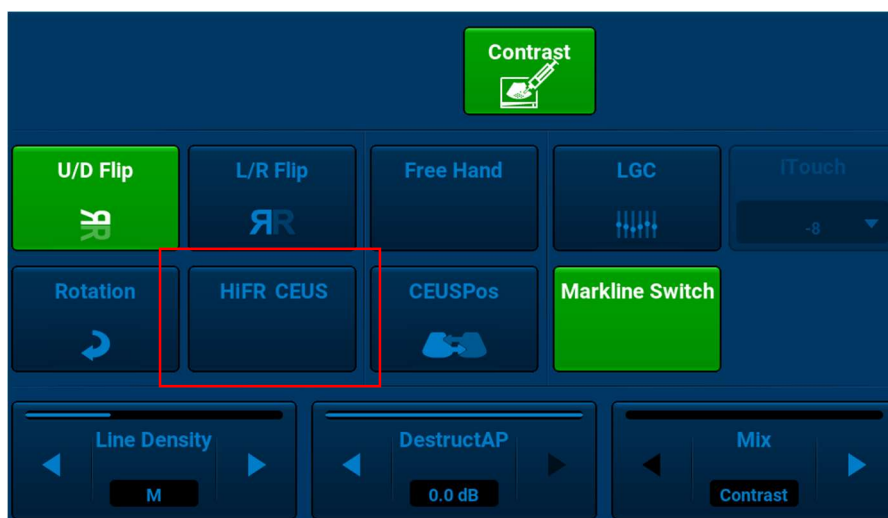 Contrast
U/D Flip
L/R Flip
Free Hand
LGC
iTouch
-8
Rotation
HiFR CEUS
CEUSPos
Markline Switch
Line Density
M
DestructAP
0.0 dB
Mix
Contrast